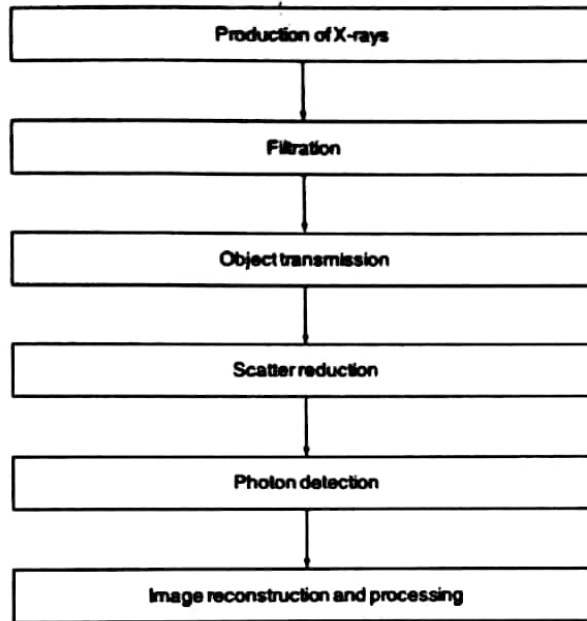 Production of X-rays
Filtration
Object transmission
Scatter reduction
Photon detection
Image reconstruction and processing